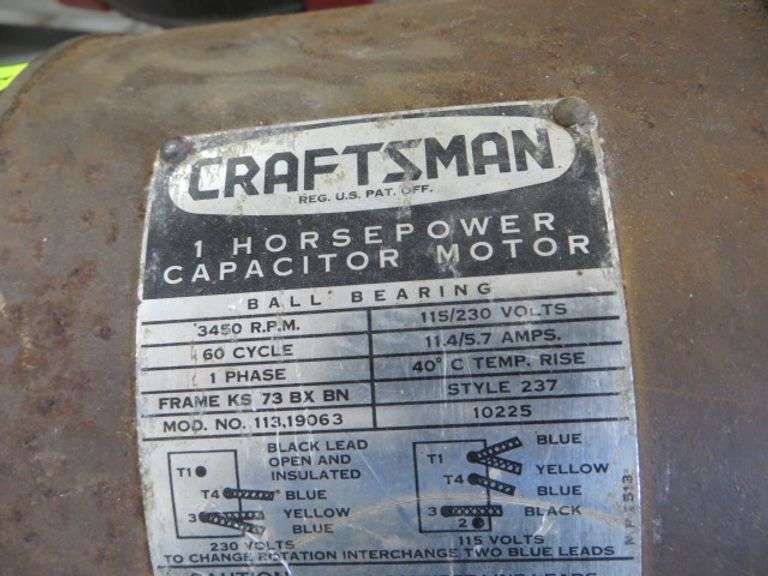 CRAFTSMAN
REG. U.S. PAT. OFF.
1 HORSEPOWER
CAPACITOR MOTOR
BALL BEARING
3450 R.P.M. 115/230 VOLTS
60 CYCLE 11.4/5.7 AMPS.
1 PHASE 40° C TEMP. RISE
FRAME KS 73 BX BN STYLE 237
MOD. NO. 113.19063 10225
BLACK LEAD
OPEN AND
INSULATED
T1
T4 BLUE
3 YELLOW
BLUE
230 VOLTS
BLUE
T1
YELLOW
T4
BLUE
3 BLACK
2
115 VOLTS
TO CHANGE ROTATION INTERCHANGE TWO BLUE LEADS
LINE LEADS